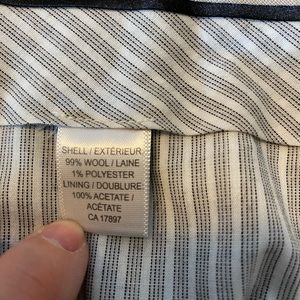 SHELL / EXTÉRIEUR
99% WOOL / LAINE
1% POLYESTER
LINING / DOUBLURE
100% ACETATE /
ACÉTATE
CA 17897